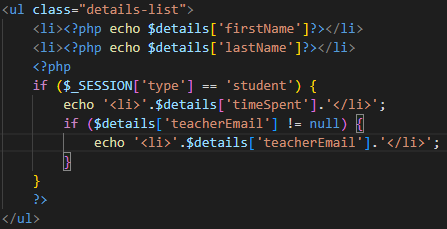 <ul class="details-list">
    <li><?php echo $details['firstName']?></li>
    <li><?php echo $details['lastName']?></li>
    <?php
    if ($_SESSION['type'] == 'student') {
        echo '<li>'.$details['timeSpent'].'</li>';
        if ($details['teacherEmail'] != null) {
            echo '<li>'.$details['teacherEmail'].'</li>';
        }
    }
    ?>
</ul>